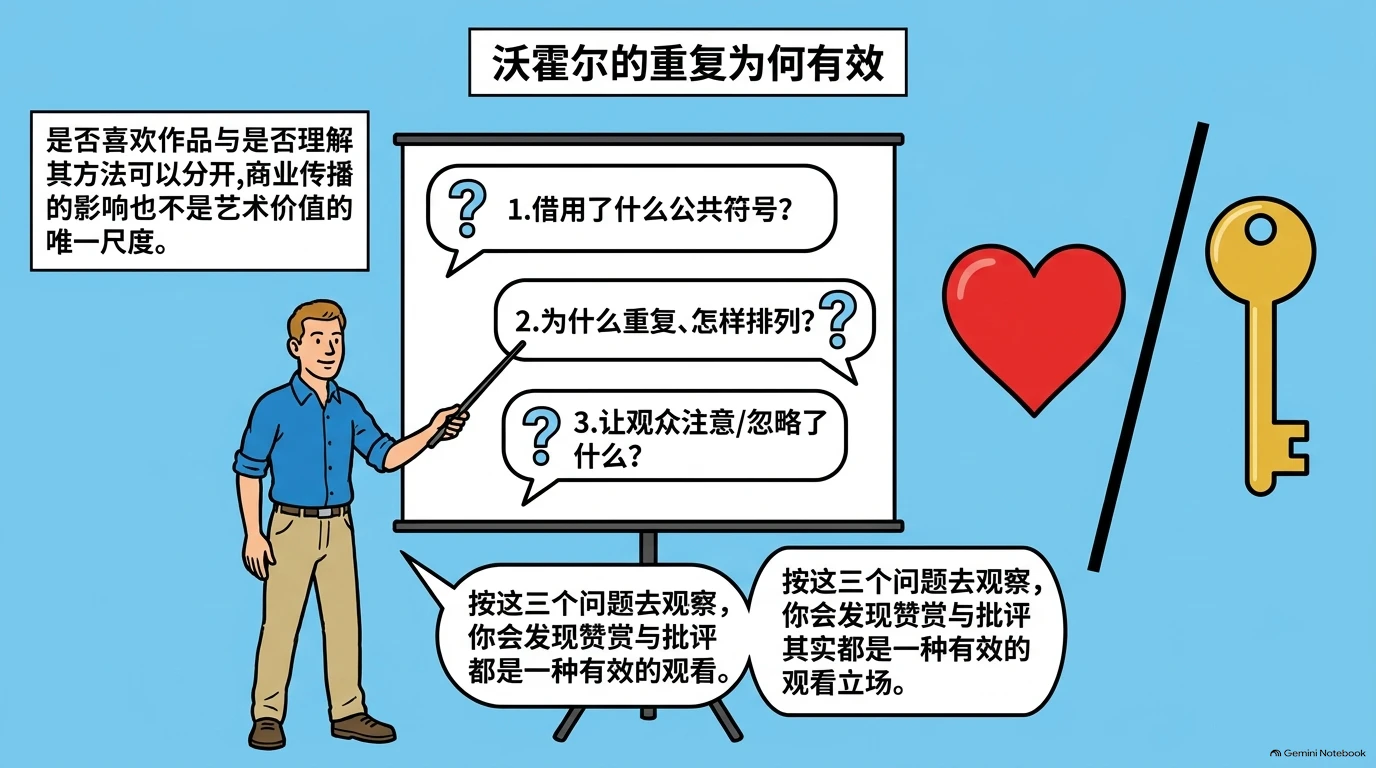 沃霍尔的重复为何有效
是否喜欢作品与是否理解
其方法可以分开,商业传播
的影响也不是艺术价值的
唯一尺度。
1.借用了什么公共符号？
2.为什么重复、怎样排列？
3.让观众注意/忽略了
什么？
按这三个问题去观察，
你会发现赞赏与批评
都是一种有效的观看。
按这三个问题去观察，
你会发现赞赏与批评
其实都是一种有效的
观看立场。
Gemini Notebook